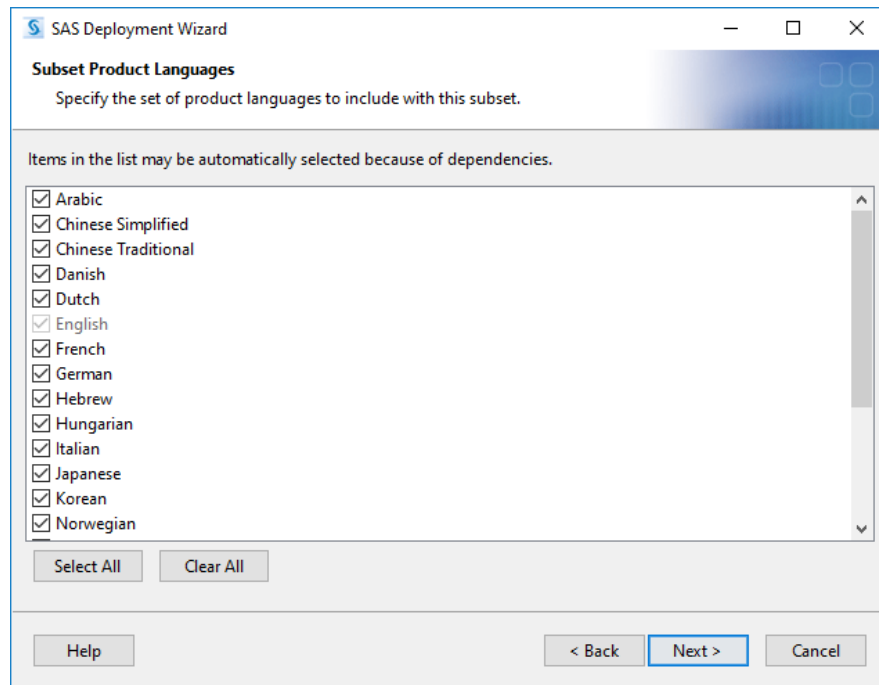 SAS Deployment Wizard
Subset Product Languages
Specify the set of product languages to include with this subset.
Items in the list may be automatically selected because of dependencies.
Arabic
Chinese Simplified
Chinese Traditional
Danish
Dutch
English
French
German
Hebrew
Hungarian
Italian
Japanese
Korean
Norwegian
Select All Clear All
Help < Back Next > Cancel